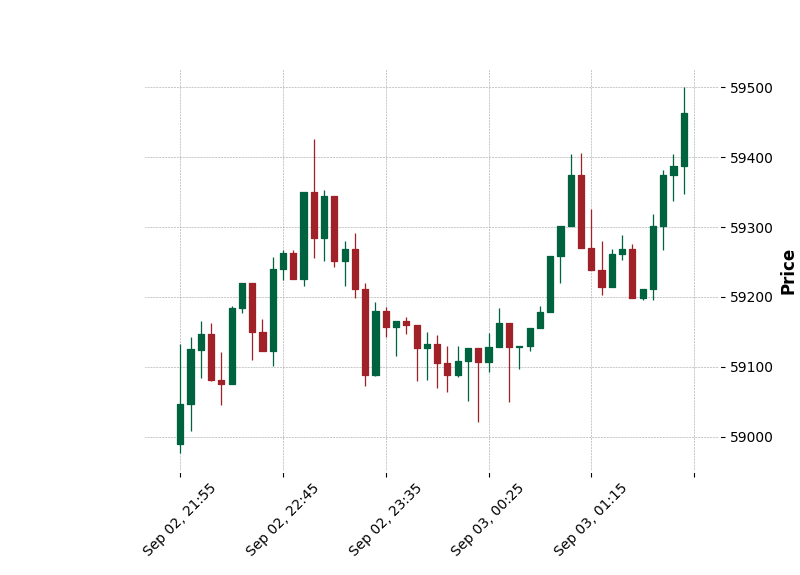 59500
59400
59300
59200
59100
59000
Price
Sep 02, 21:55
Sep 02, 22:45
Sep 02, 23:35
Sep 03, 00:25
Sep 03, 01:15